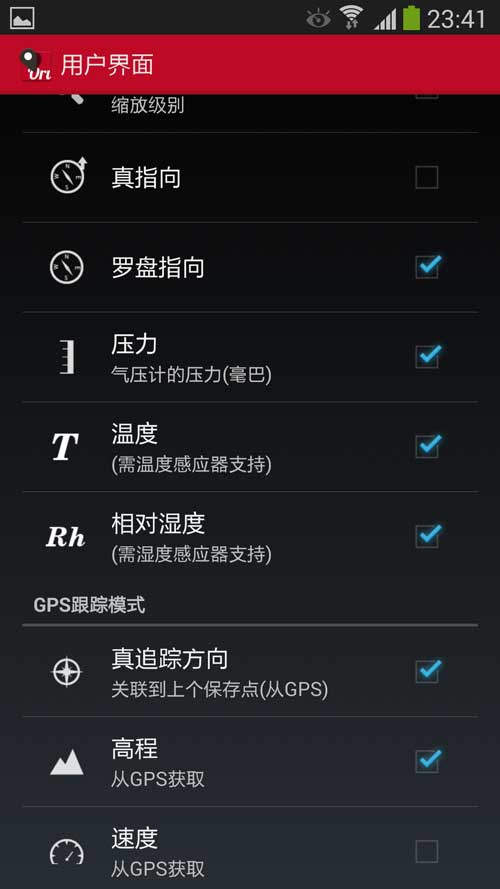 23:41
Ori
用户界面
缩放级别
真指向
罗盘指向
压力
气压计的压力(毫巴)
T
温度
(需温度感应器支持)
Rh
相对湿度
(需湿度感应器支持)
GPS跟踪模式
真追踪方向
关联到上个保存点(从GPS)
高程
从GPS获取
速度
从GPS获取